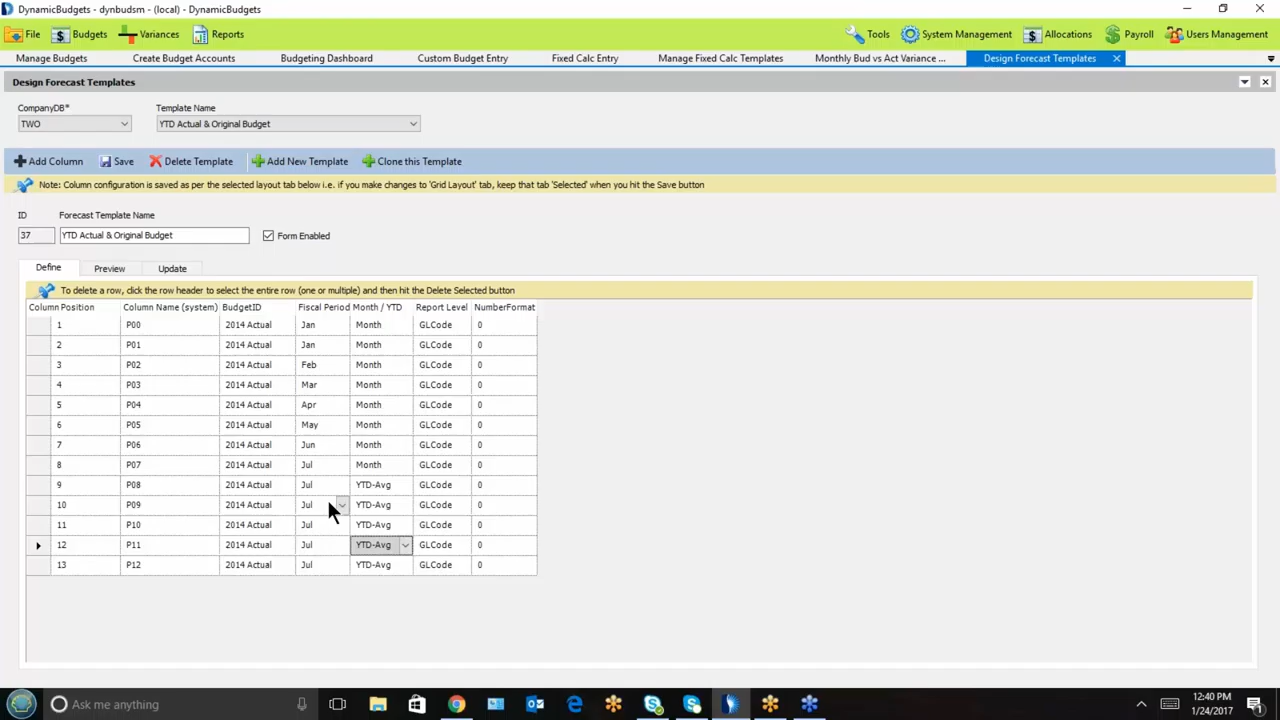 DynamicBudgets - dynbudsm - (local) - DynamicBudgets
File Budgets Variances Reports Tools System Management Allocations Payroll Users Management
Manage Budgets Create Budget Accounts Budgeting Dashboard Custom Budget Entry Fixed Calc Entry Manage Fixed Calc Templates Monthly Bud vs Act Variance ... Design Forecast Templates
Design Forecast Templates
CompanyDB* Template Name
TWO YTD Actual & Original Budget
Add Column Save Delete Template Add New Template Clone this Template
Note: Column configuration is saved as per the selected layout tab below i.e. if you make changes to 'Grid Layout' tab, keep that tab 'Selected' when you hit the Save button
ID Forecast Template Name
37 YTD Actual & Original Budget Form Enabled
Define Preview Update
To delete a row, click the row header to select the entire row (one or multiple) and then hit the Delete Selected button
Column Position Column Name (system) BudgetID Fiscal Period Month / YTD Report Level NumberFormat
1 P00 2014 Actual Jan Month GLCode 0
2 P01 2014 Actual Jan Month GLCode 0
3 P02 2014 Actual Feb Month GLCode 0
4 P03 2014 Actual Mar Month GLCode 0
5 P04 2014 Actual Apr Month GLCode 0
6 P05 2014 Actual May Month GLCode 0
7 P06 2014 Actual Jun Month GLCode 0
8 P07 2014 Actual Jul Month GLCode 0
9 P08 2014 Actual Jul YTD-Avg GLCode 0
10 P09 2014 Actual Jul YTD-Avg GLCode 0
11 P10 2014 Actual Jul YTD-Avg GLCode 0
12 P11 2014 Actual Jul YTD-Avg GLCode 0
13 P12 2014 Actual Jul YTD-Avg GLCode 0
Ask me anything
12:40 PM
1/24/2017